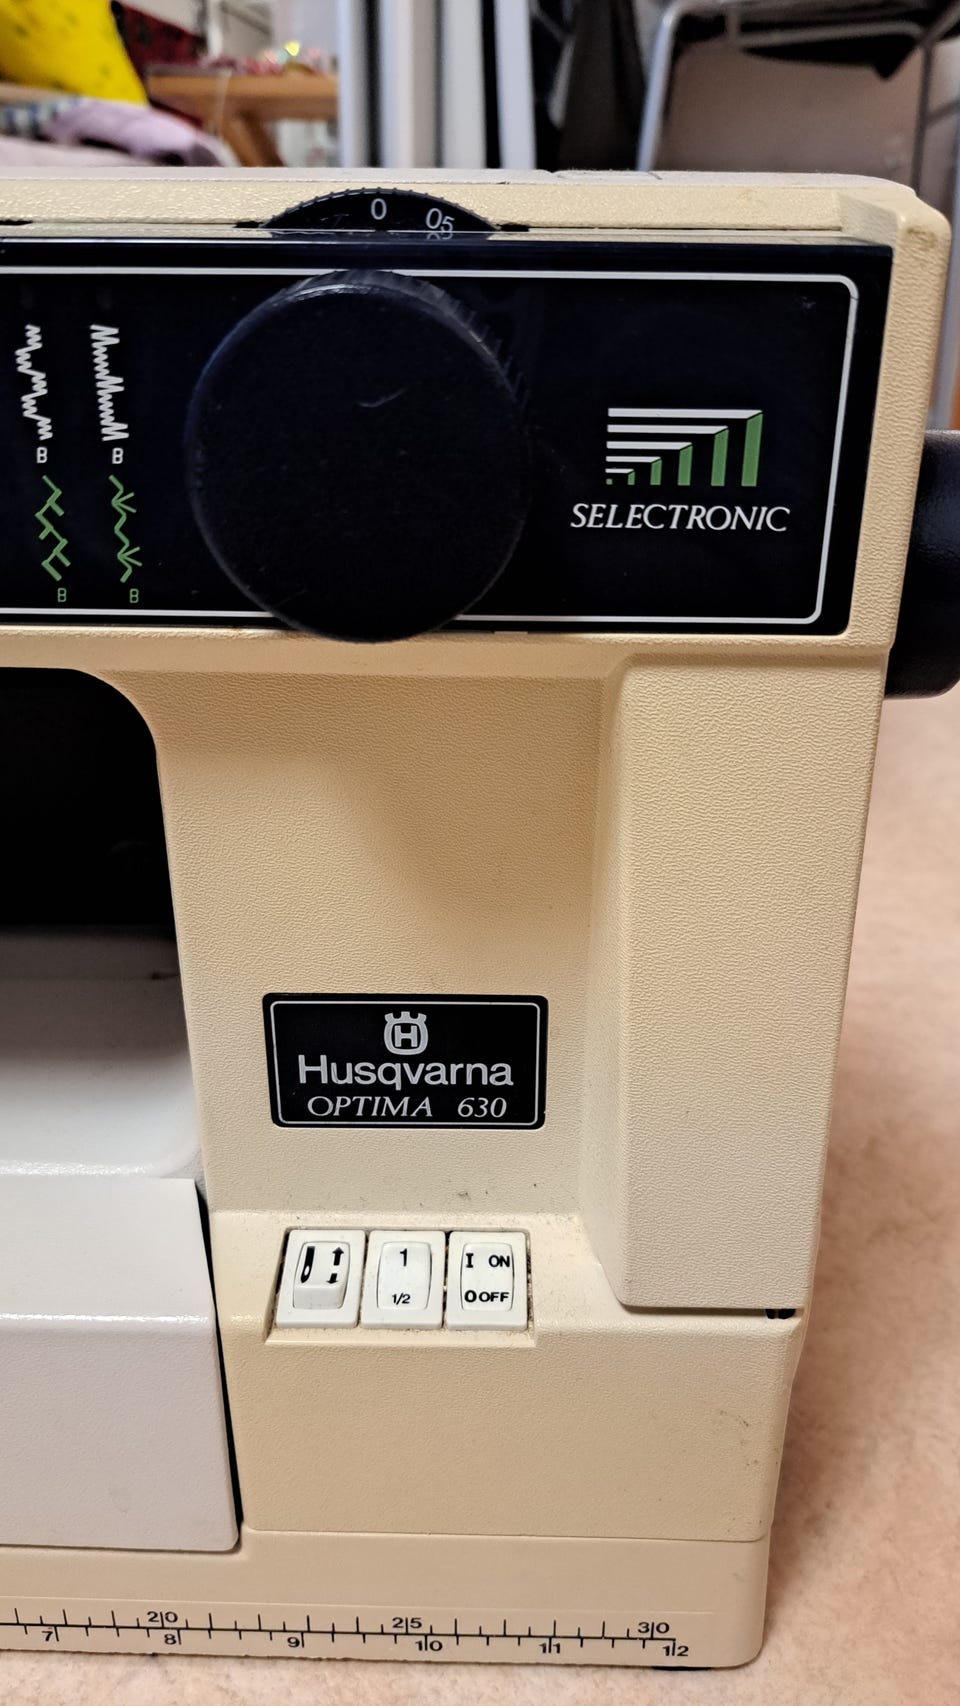 0 05
B B
B B
SELECTRONIC
H
Husqvarna
OPTIMA 630
1
1/2
I ON
0 OFF
20 25 30
7 8 9 10 11 12